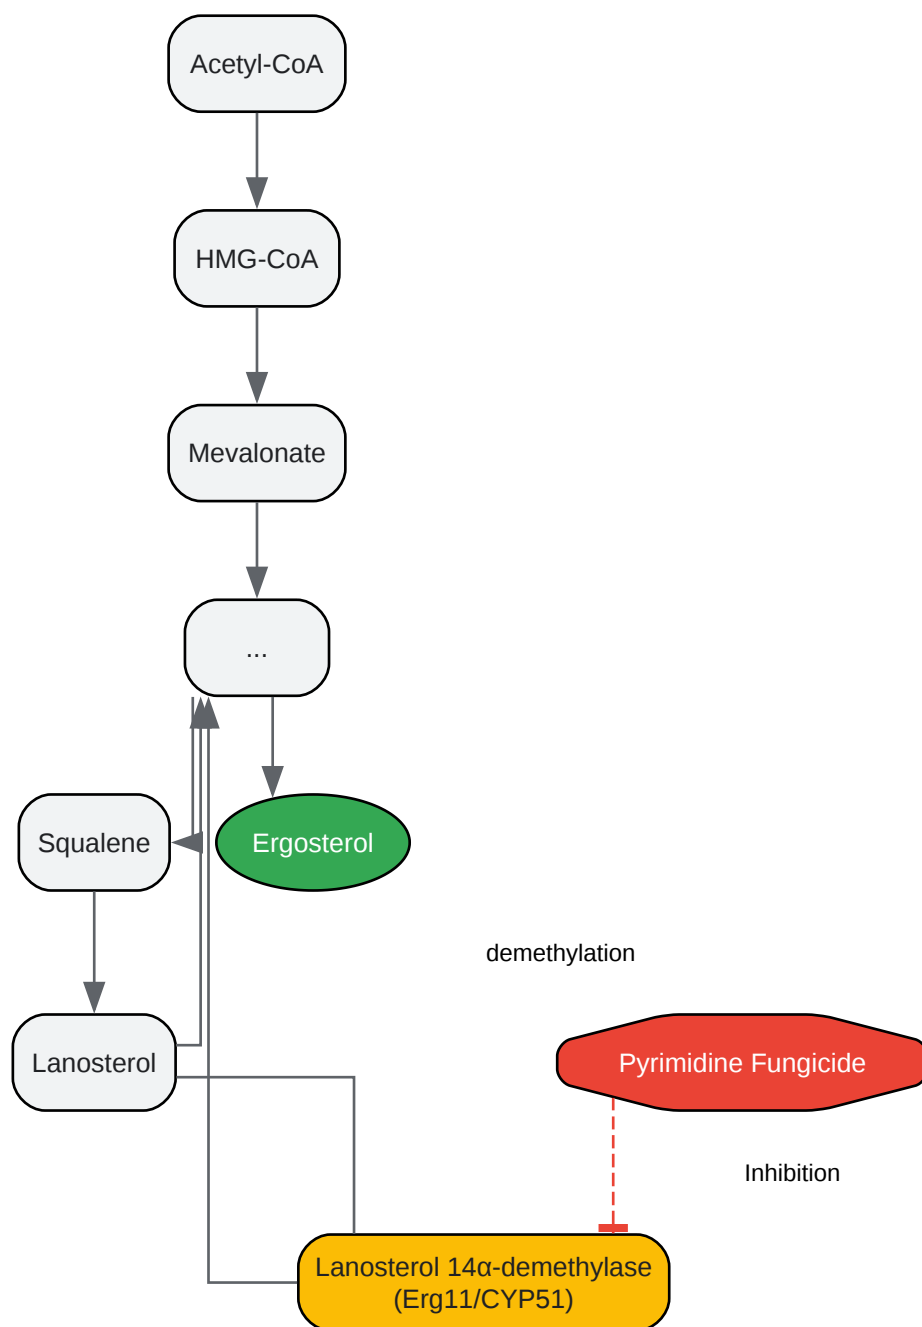 Acetyl-CoA
HMG-CoA
Mevalonate
...
Squalene
Ergosterol
demethylation
Lanosterol
Pyrimidine Fungicide
Inhibition
Lanosterol 14α-demethylase
(Erg11/CYP51)